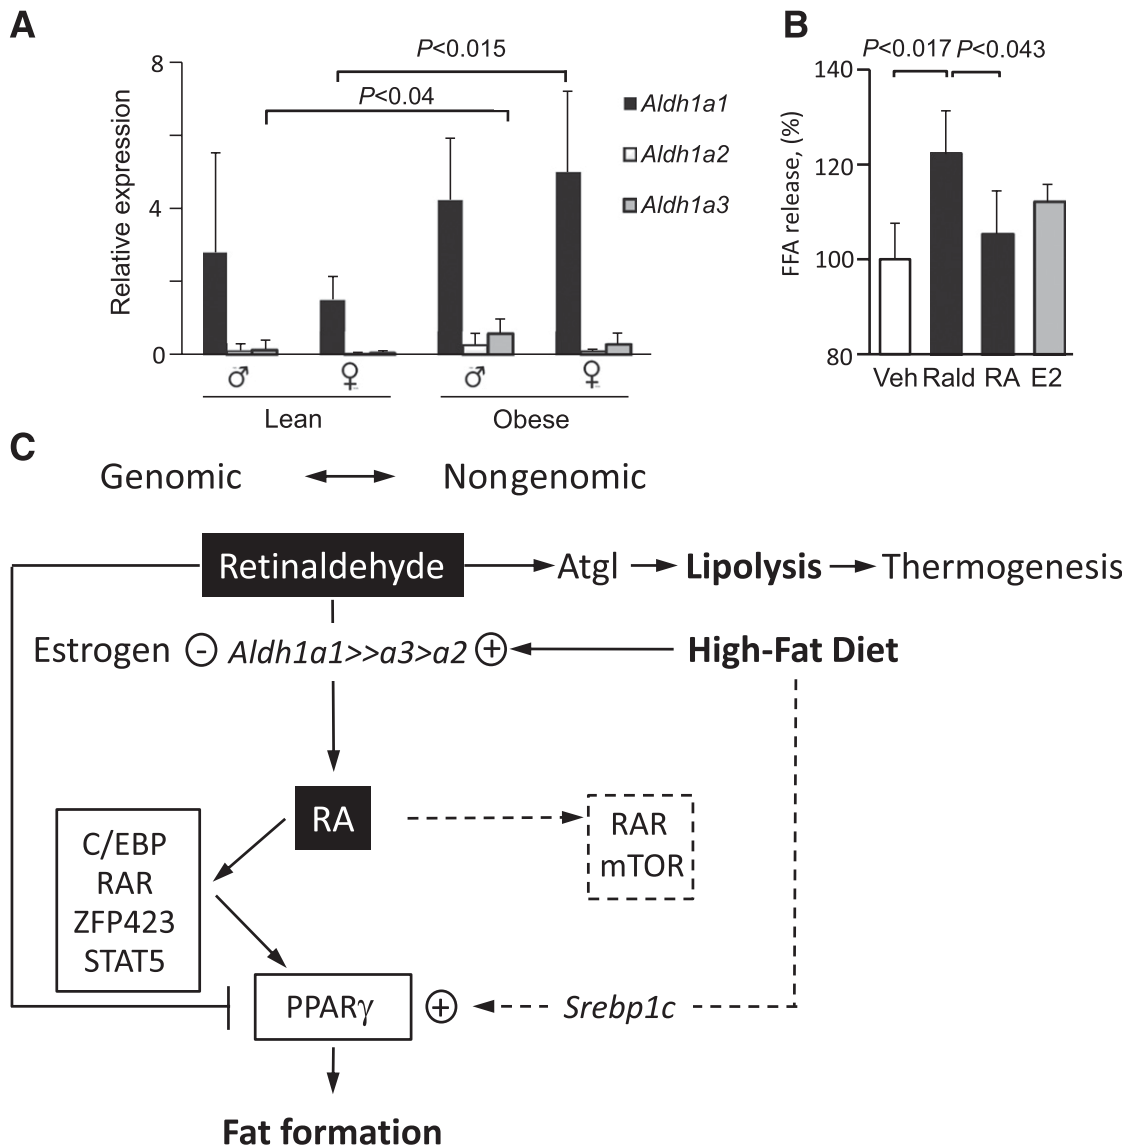 A
P<0.015
P<0.04
8
4
0
Relative expression
Aldh1a1
Aldh1a2
Aldh1a3
♂ ♀ ♂ ♀
Lean Obese
B
P<0.017 P<0.043
140
120
100
80
FFA release, (%)
Veh Rald RA E2
C
Genomic Nongenomic
Retinaldehyde Atgl Lipolysis Thermogenesis
Estrogen - Aldh1a1>>a3>a2 + High-Fat Diet
RA
RAR
mTOR
C/EBP
RAR
ZFP423
STAT5
PPARγ + Srebp1c
Fat formation